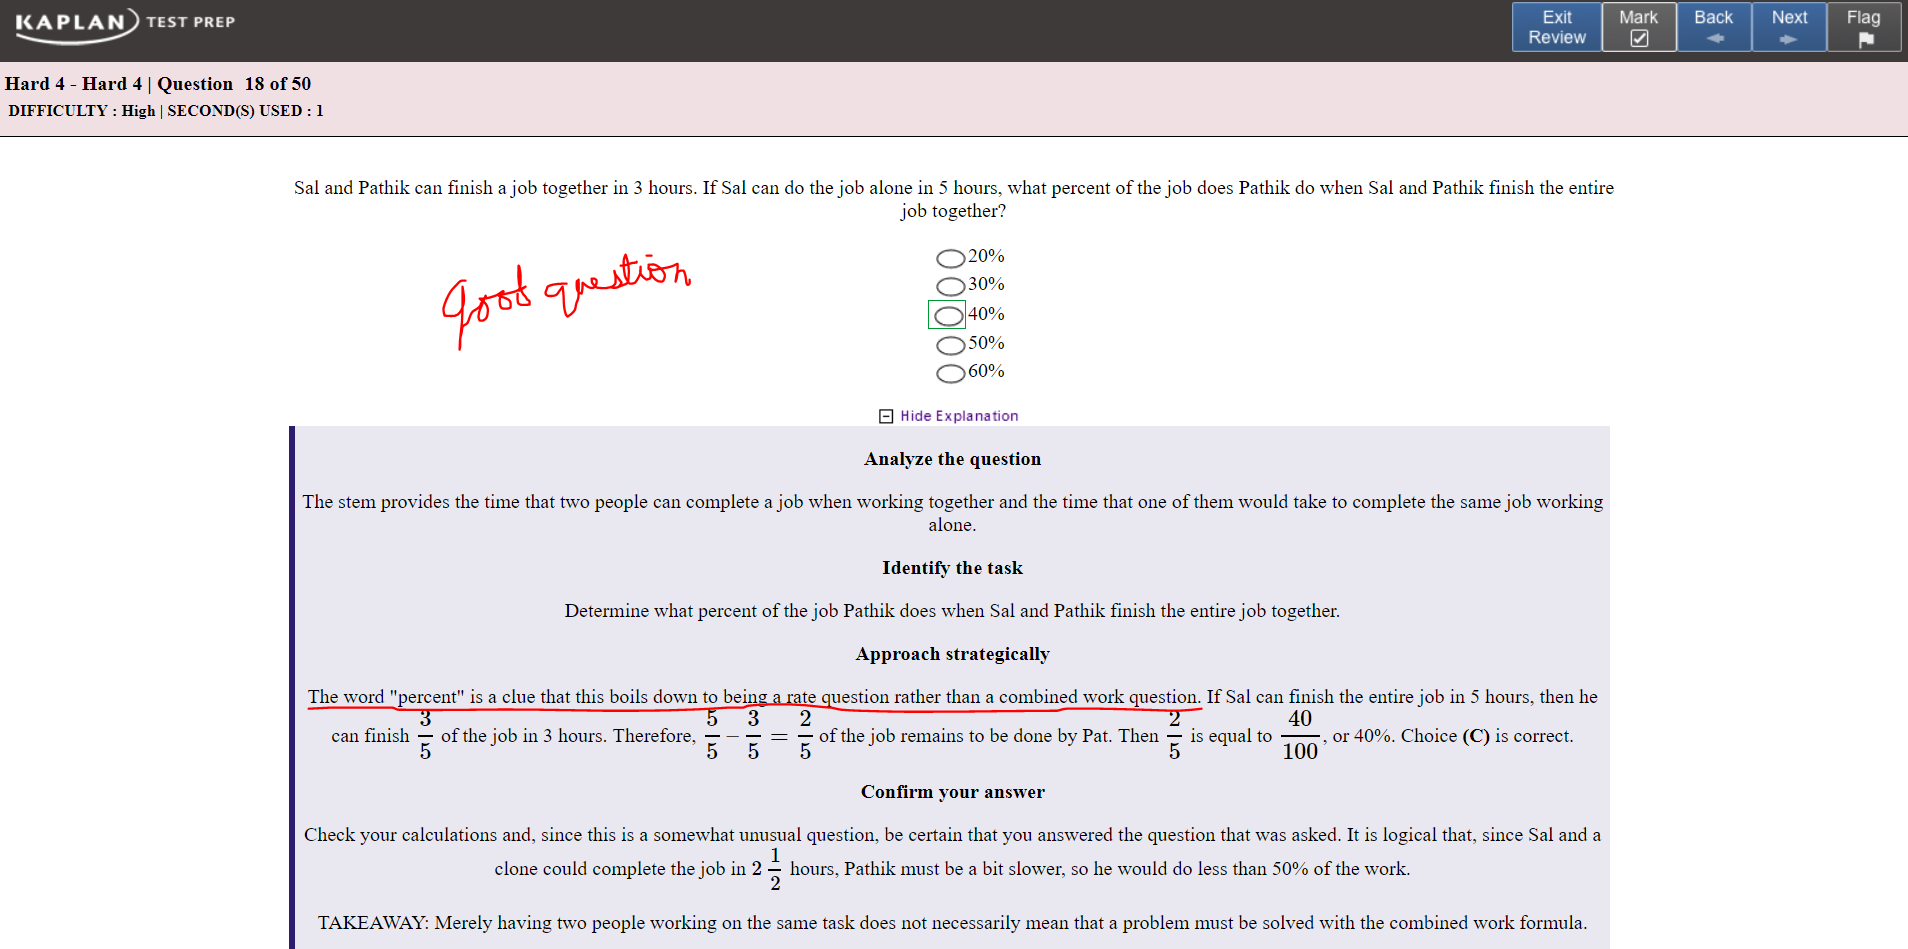 KAPLAN TEST PREP
Exit Review
Mark
Back
Next
Flag
Hard 4 - Hard 4 | Question 18 of 50
DIFFICULTY : High | SECOND(S) USED : 1
Sal and Pathik can finish a job together in 3 hours. If Sal can do the job alone in 5 hours, what percent of the job does Pathik do when Sal and Pathik finish the entire
job together?
good question
20%
30%
40%
50%
60%
Hide Explanation
Analyze the question
The stem provides the time that two people can complete a job when working together and the time that one of them would take to complete the same job working
alone.
Identify the task
Determine what percent of the job Pathik does when Sal and Pathik finish the entire job together.
Approach strategically
The word "percent" is a clue that this boils down to being a rate question rather than a combined work question. If Sal can finish the entire job in 5 hours, then he
can finish 3/5 of the job in 3 hours. Therefore, 5/5 − 3/5 = 2/5 of the job remains to be done by Pat. Then 2/5 is equal to 40/100, or 40%. Choice (C) is correct.
Confirm your answer
Check your calculations and, since this is a somewhat unusual question, be certain that you answered the question that was asked. It is logical that, since Sal and a
clone could complete the job in 2 1/2 hours, Pathik must be a bit slower, so he would do less than 50% of the work.
TAKEAWAY: Merely having two people working on the same task does not necessarily mean that a problem must be solved with the combined work formula.